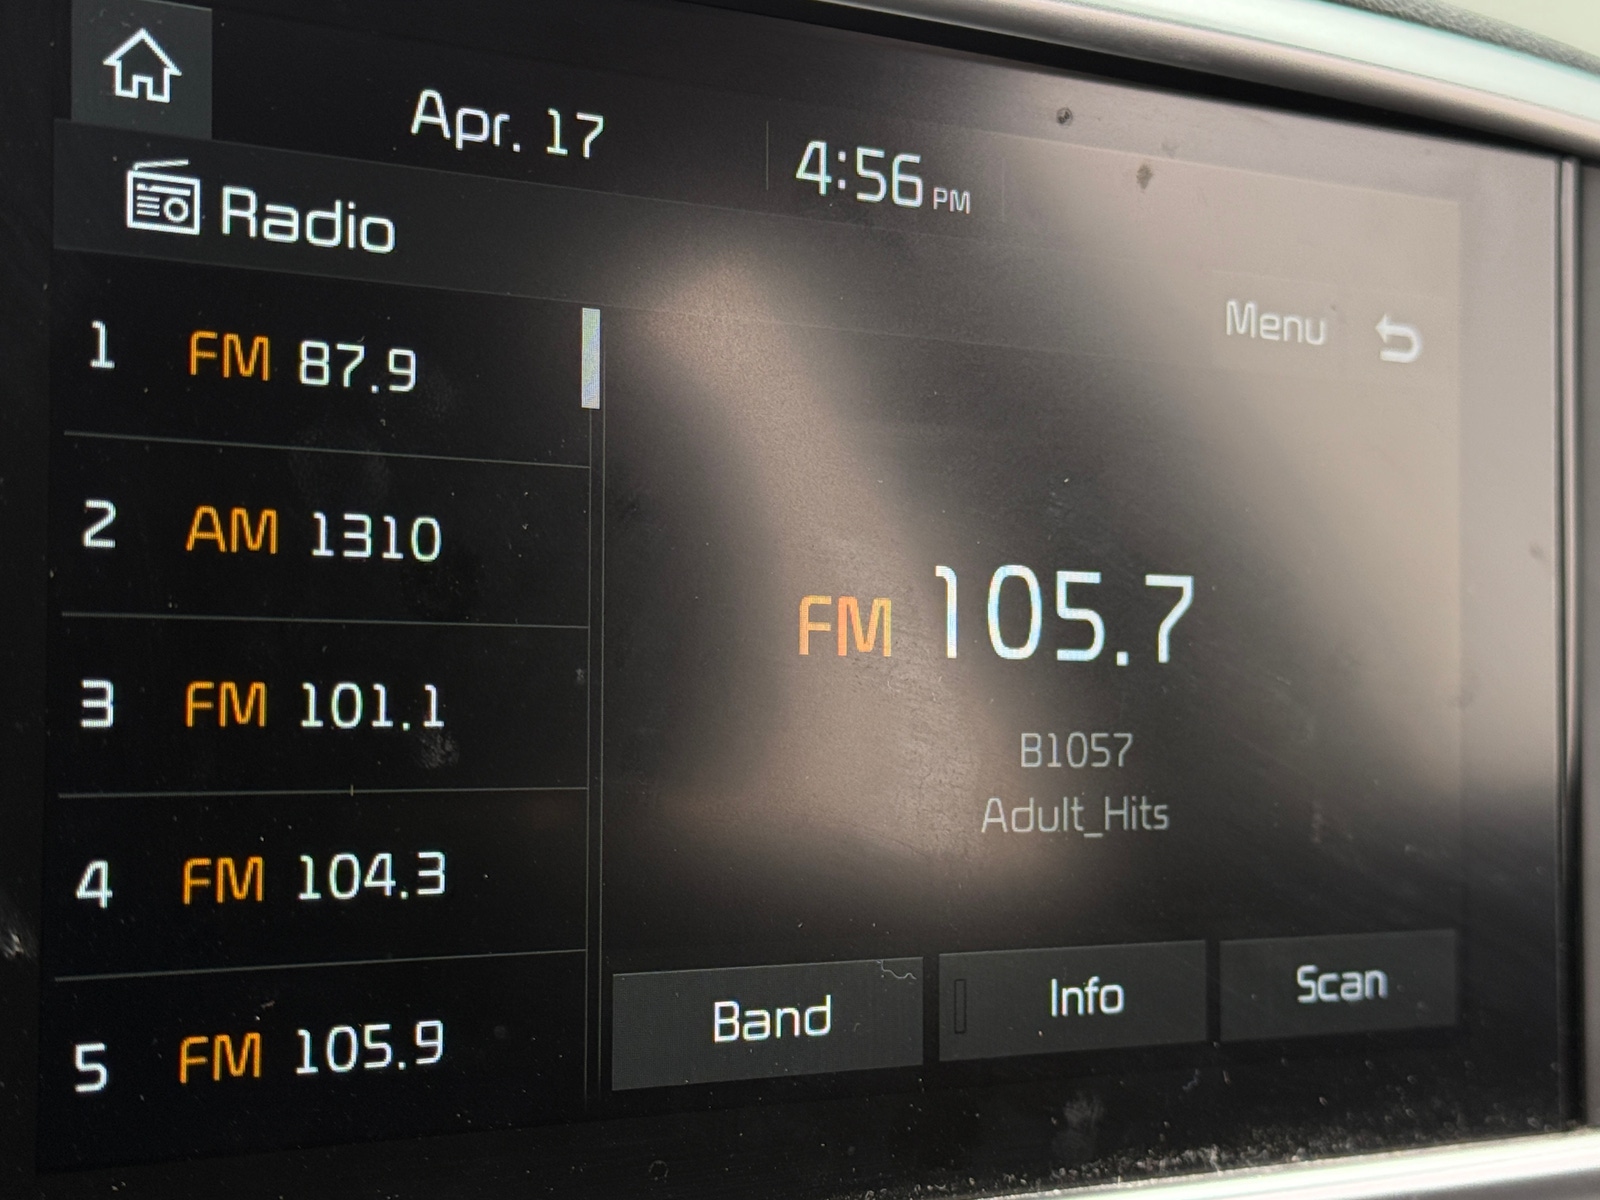 Apr. 17
4:56 PM
Radio
Menu
1 FM 87.9
2 AM 1310
3 FM 101.1
4 FM 104.3
5 FM 105.9
FM 105.7
B1057
Adult_Hits
Band
Info
Scan